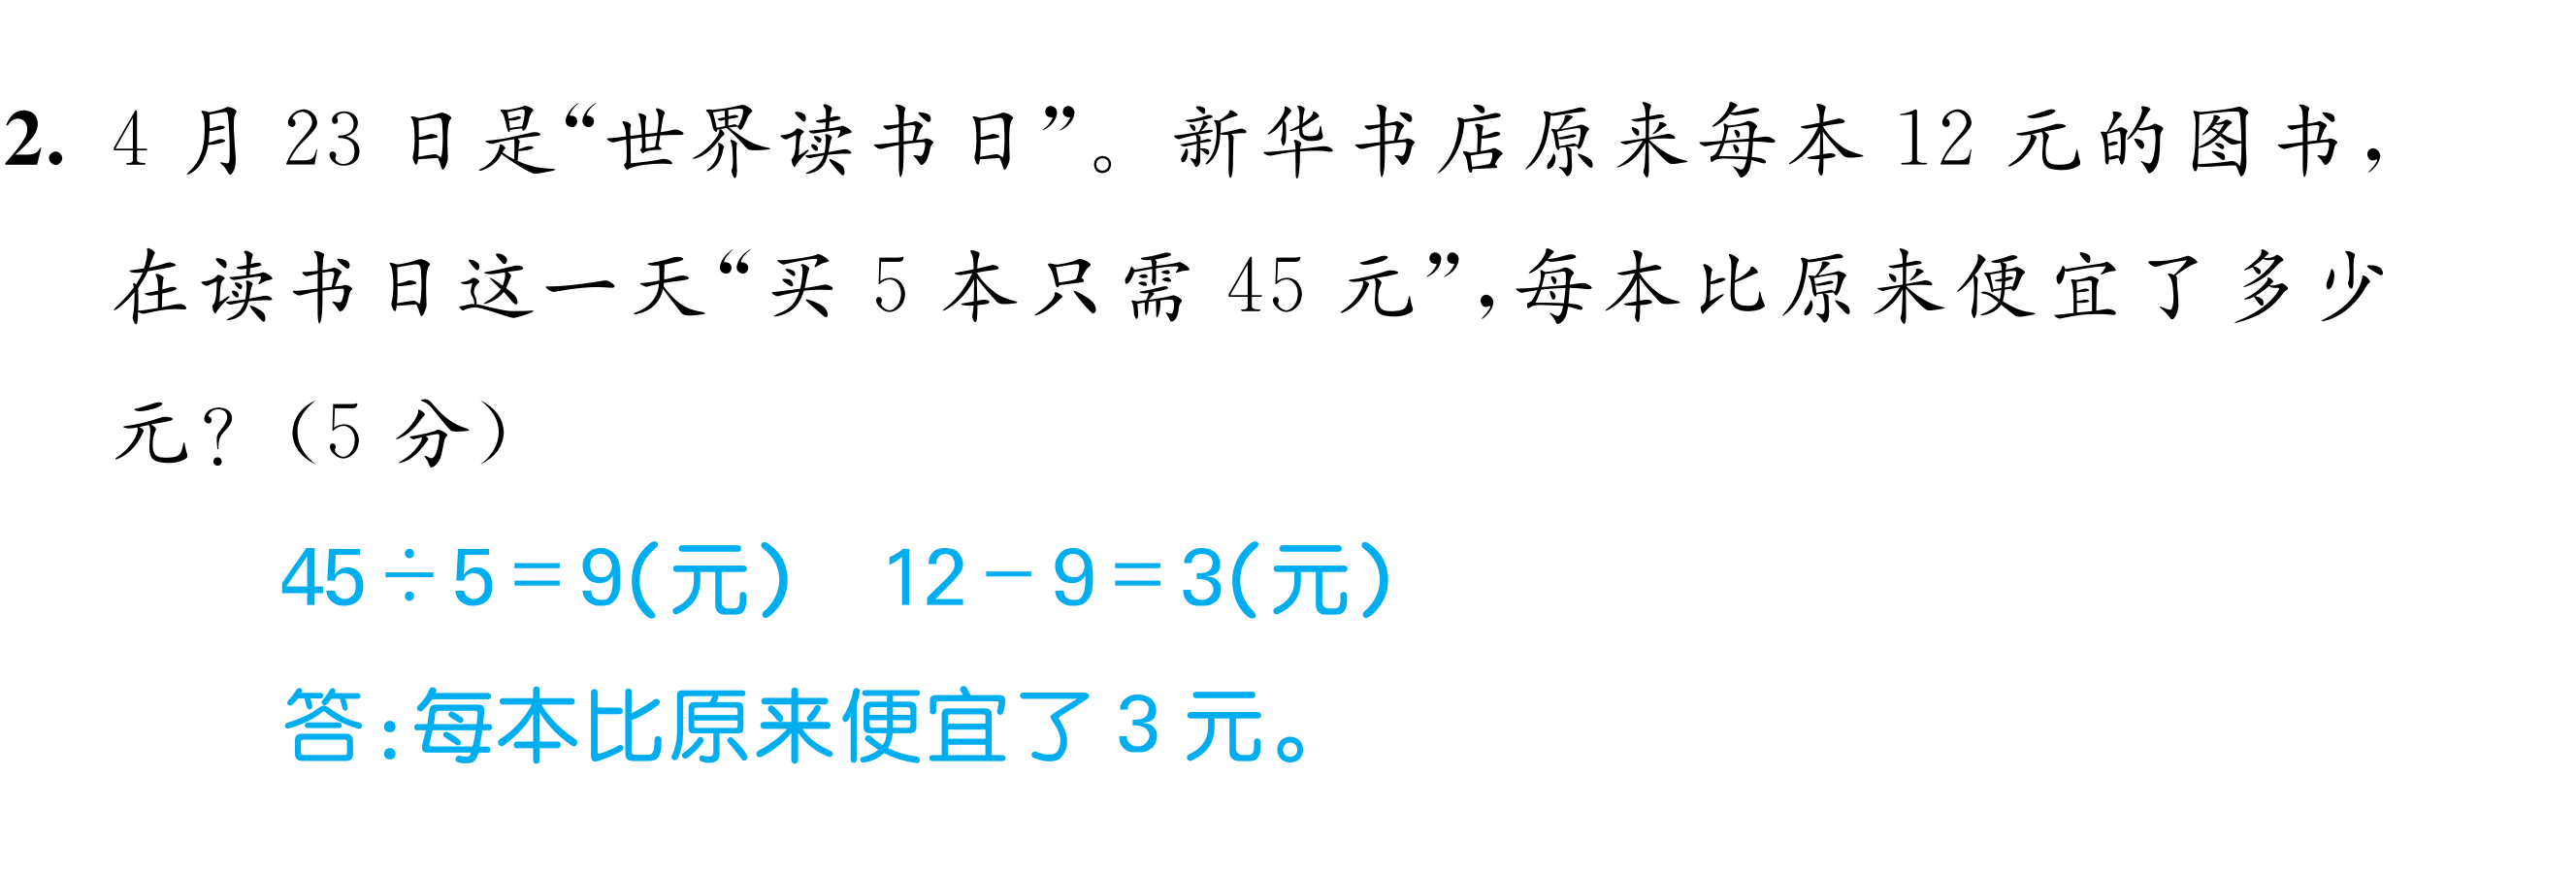 2. 4 月 23 日是“世界读书日”。新华书店原来每本 12 元的图书，
在读书日这一天“买 5 本只需 45 元”，每本比原来便宜了多少
元？（5 分）
45÷5=9(元)　12-9=3(元)
答：每本比原来便宜了 3 元。